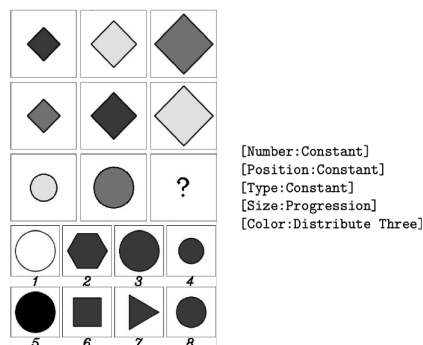 ?
1 2 3 4
5 6 7 8
[Number:Constant]
[Position:Constant]
[Type:Constant]
[Size:Progression]
[Color:Distribute Three]